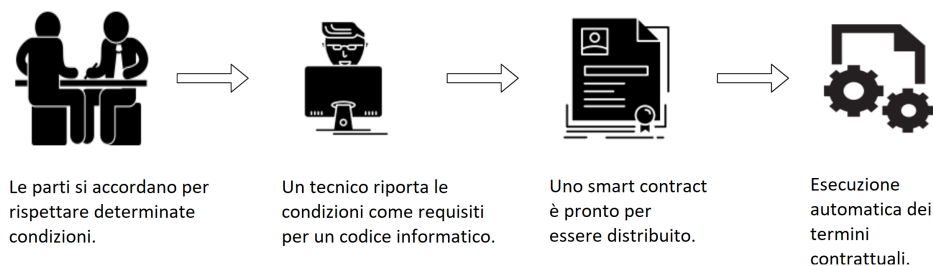 Le parti si accordano per
rispettare determinate
condizioni.
Un tecnico riporta le
condizioni come requisiti
per un codice informatico.
Uno smart contract
è pronto per
essere distribuito.
Esecuzione
automatica dei
termini
contrattuali.